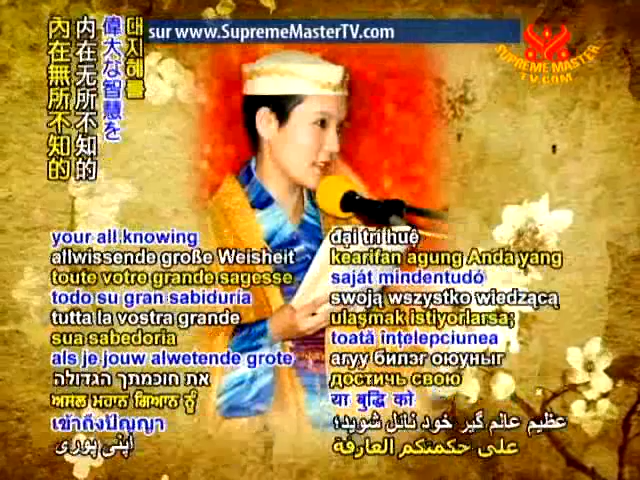 sur www.SupremeMasterTV.com
SUPREME MASTER
TV.COM
대지혜를
偉大な智慧を
内在无所不知的
內在無所不知的
your all knowing
allwissende große Weisheit
toute votre grande sagesse
todo su gran sabiduría
tutta la vostra grande
sua sabedoria
als je jouw alwetende grote
את חוכמתך הגדולה
ਅਸਲ ਮਹਾਨ ਗਿਆਨ ਨੂੰ
เข้าถึงปัญญา
اپنی پوری
đại trí huệ
kearifan agung Anda yang
saját mindentudó
swoją wszystko wiedzącą
ulaşmak istiyorlarsa;
toată înţelepciunea
агуу билэг оюуныг
достичь свою
या बुद्धि को
عظیم عالم گیر خود نائل شوید؛
على حكمتكم العارفة